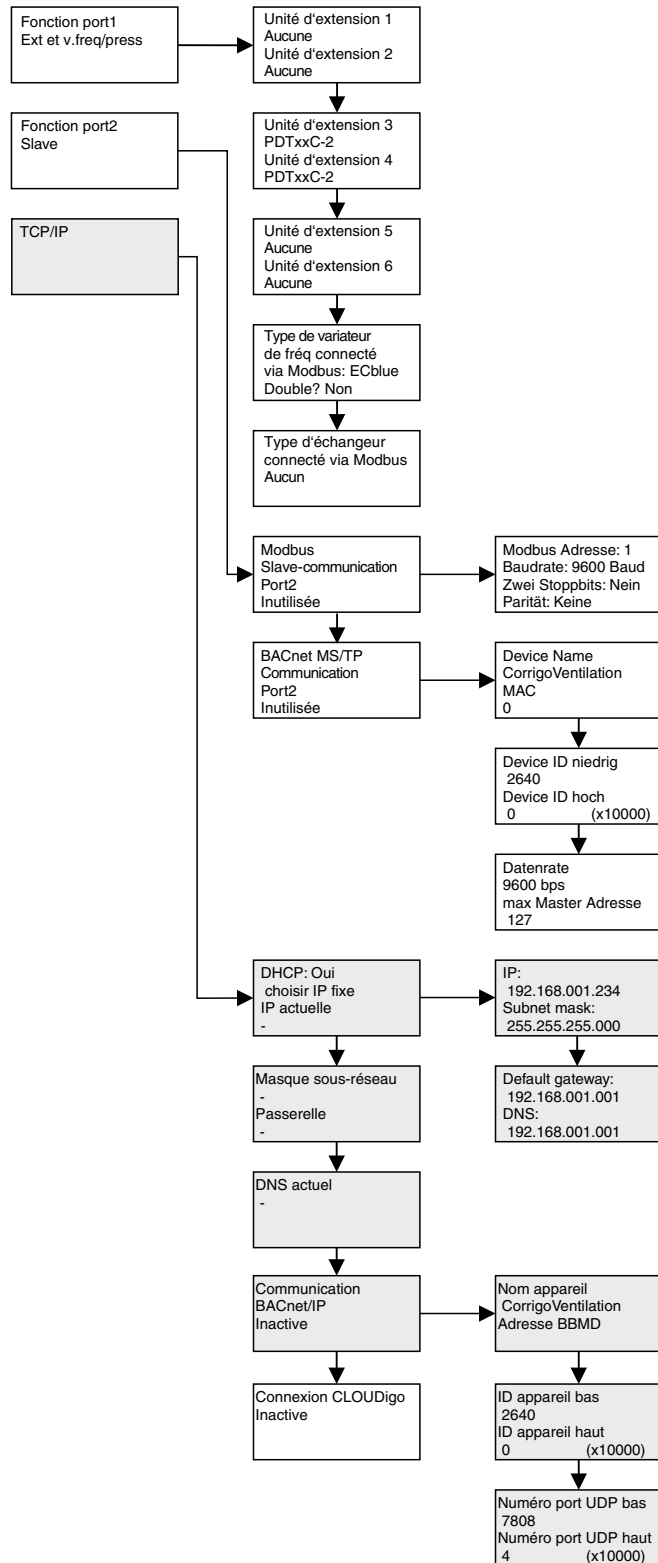 Fonction port1
Ext et v.freq/press
Unité d‘extension 1
Aucune
Unité d‘extension 2
Aucune
Fonction port2
Slave
Unité d‘extension 3
PDTxxC-2
Unité d‘extension 4
PDTxxC-2
TCP/IP
Unité d‘extension 5
Aucune
Unité d‘extension 6
Aucune
Type de variateur
de fréq connecté
via Modbus: ECblue
Double? Non
Type d‘échangeur
connecté via Modbus
Aucun
Modbus
Slave-communication
Port2
Inutilisée
Modbus Adresse: 1
Baudrate: 9600 Baud
Zwei Stoppbits: Nein
Parität: Keine
BACnet MS/TP
Communication
Port2
Inutilisée
Device Name
CorrigoVentilation
MAC
0
Device ID niedrig
2640
Device ID hoch
0 (x10000)
Datenrate
9600 bps
max Master Adresse
127
DHCP: Oui
choisir IP fixe
IP actuelle
-
IP:
192.168.001.234
Subnet mask:
255.255.255.000
Masque sous-réseau
-
Passerelle
-
Default gateway:
192.168.001.001
DNS:
192.168.001.001
DNS actuel
-
Communication
BACnet/IP
Inactive
Nom appareil
CorrigoVentilation
Adresse BBMD
Connexion CLOUDigo
Inactive
ID appareil bas
2640
ID appareil haut
0 (x10000)
Numéro port UDP bas
7808
Numéro port UDP haut
4 (x10000)